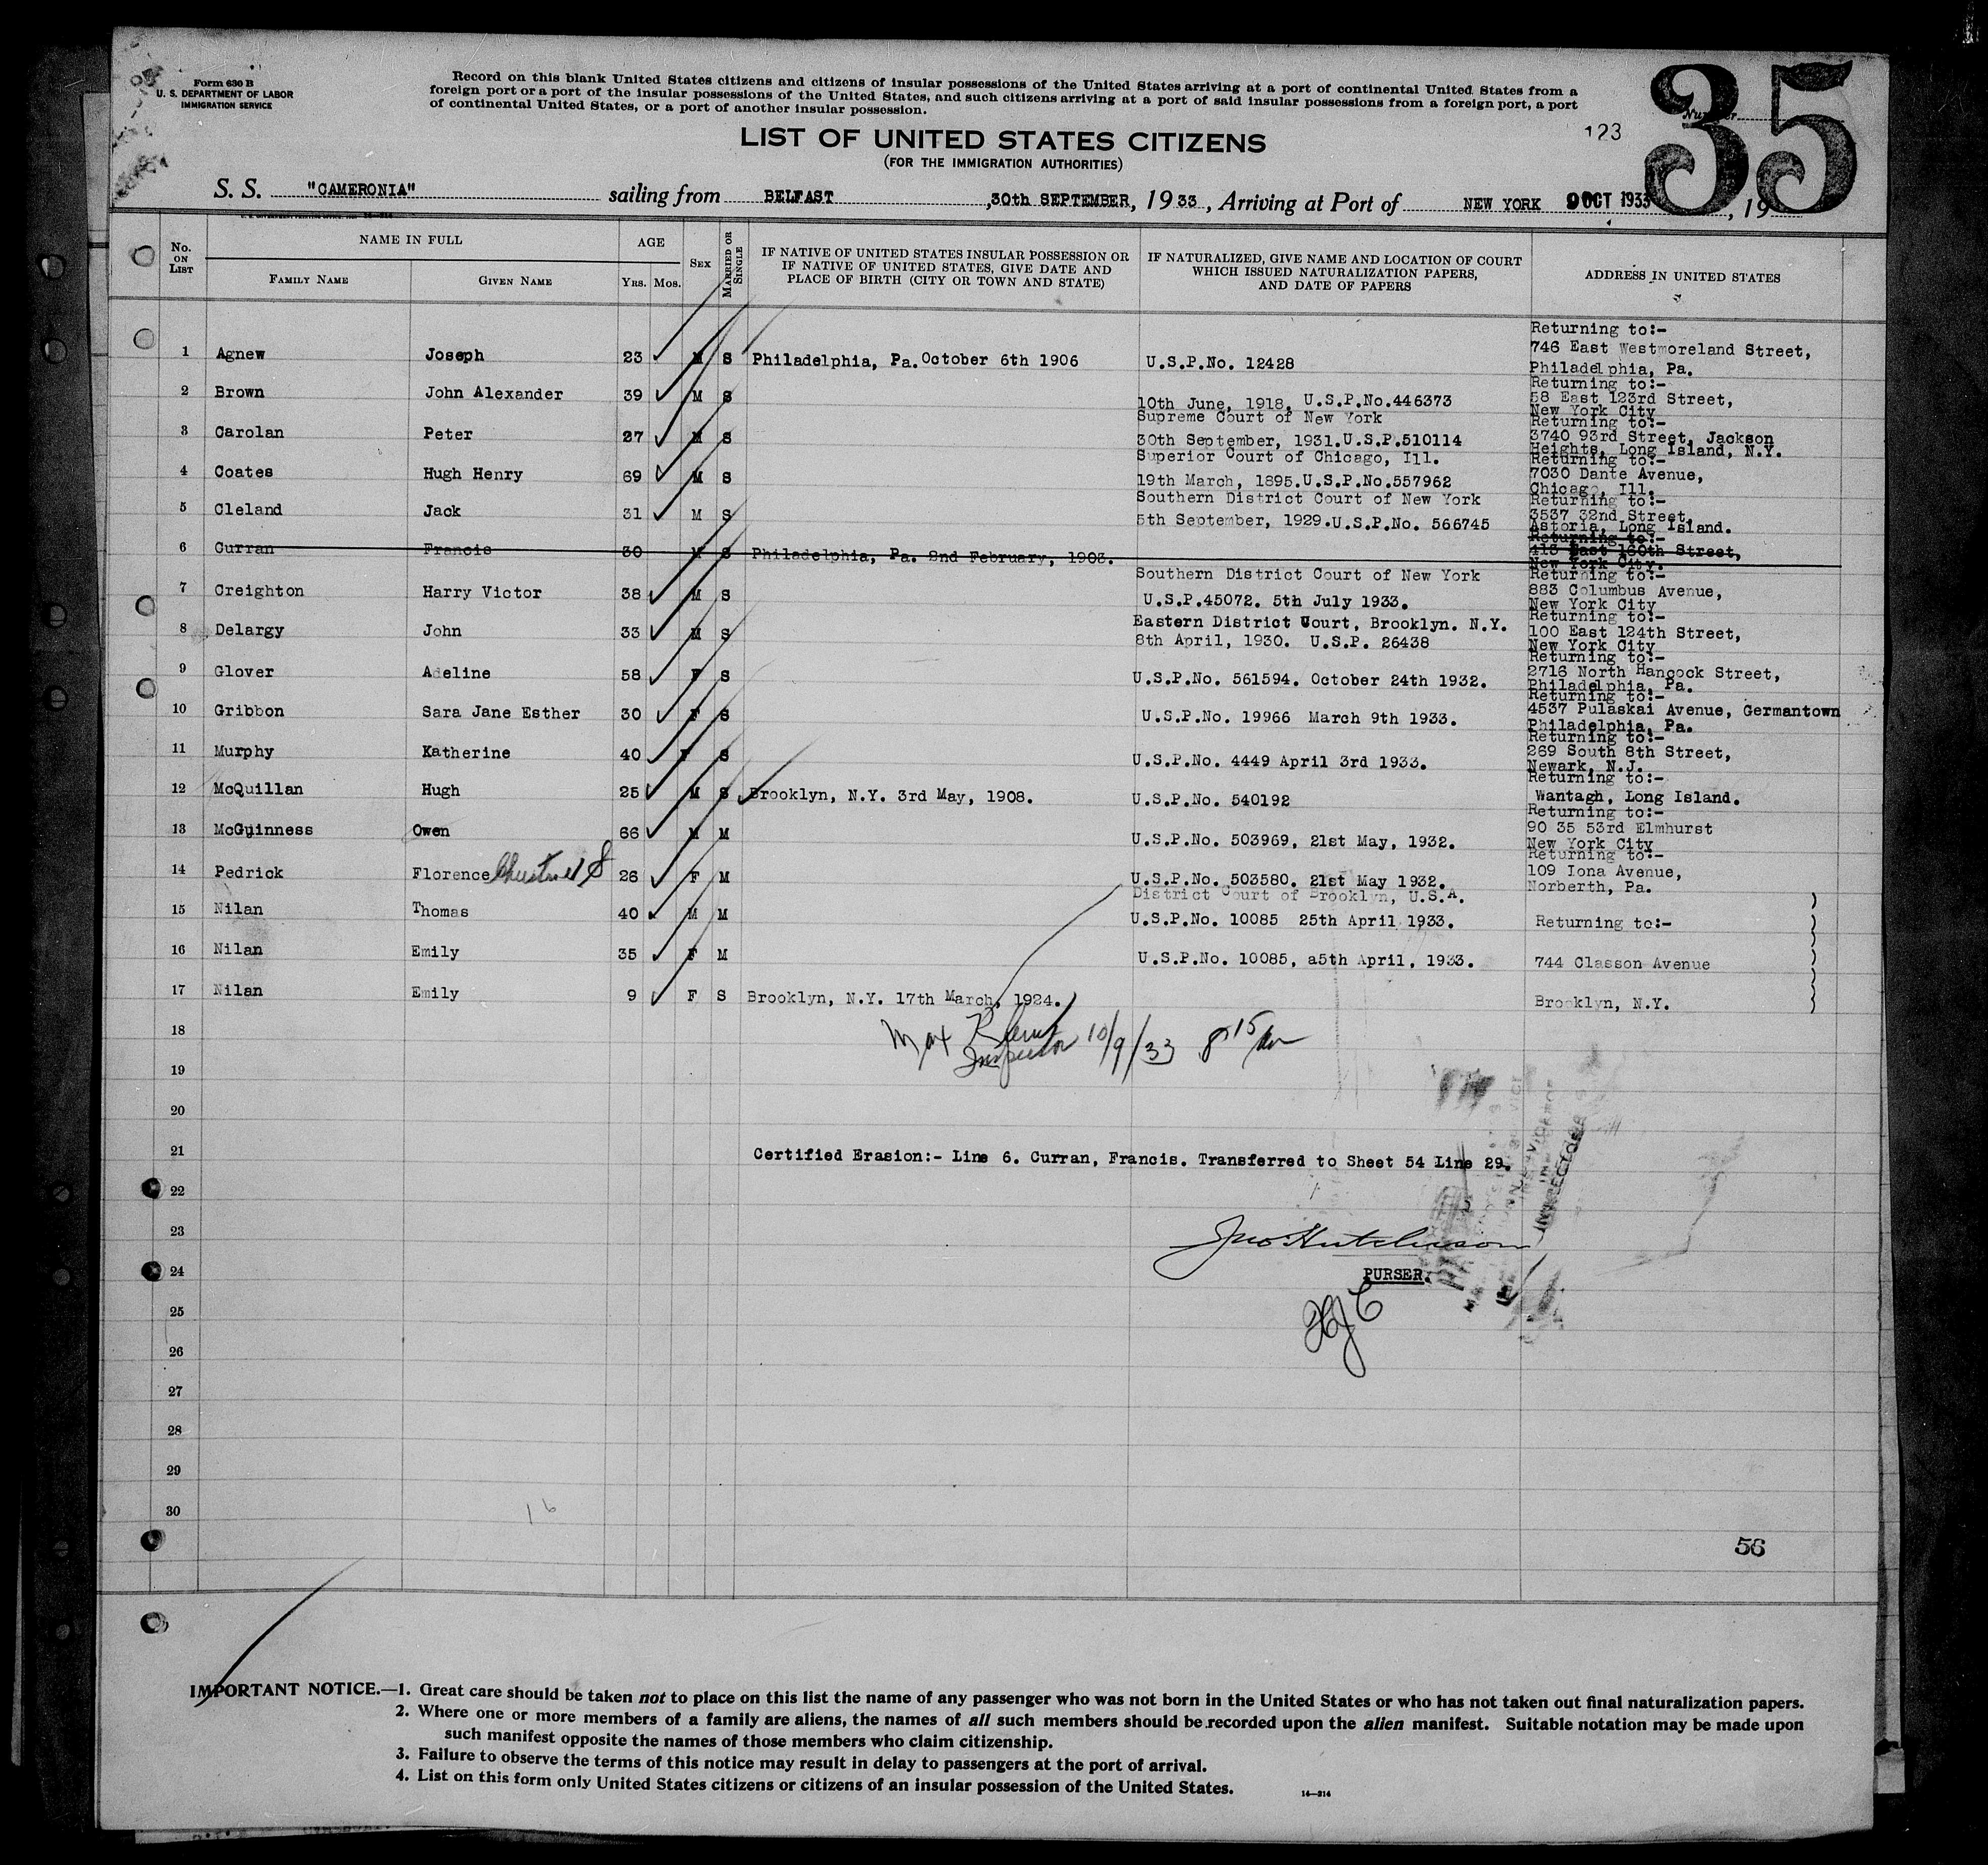 Form 630 B
U. S. DEPARTMENT OF LABOR
IMMIGRATION SERVICE
Record on this blank United States citizens and citizens of insular possessions of the United States arriving at a port of continental United States from a
foreign port or a port of the insular possessions of the United States, and such citizens arriving at a port of said insular possessions from a foreign port, a port
of continental United States, or a port of another insular possession.
35
123
LIST OF UNITED STATES CITIZENS
(FOR THE IMMIGRATION AUTHORITIES)
S. S. "CAMERONIA" sailing from BELFAST ,30th SEPTEMBER, 1933, Arriving at Port of NEW YORK 9 OCT 1933, 19
No. ON LIST
NAME IN FULL
FAMILY NAME
GIVEN NAME
AGE
YRS. MOS.
SEX
MARRIED OR SINGLE
IF NATIVE OF UNITED STATES INSULAR POSSESSION OR
IF NATIVE OF UNITED STATES, GIVE DATE AND
PLACE OF BIRTH (CITY OR TOWN AND STATE)
IF NATURALIZED, GIVE NAME AND LOCATION OF COURT
WHICH ISSUED NATURALIZATION PAPERS,
AND DATE OF PAPERS
ADDRESS IN UNITED STATES
Returning to:-
1 Agnew Joseph 23 M S Philadelphia, Pa. October 6th 1906 U.S.P.No. 12428 746 East Westmoreland Street,
Philadelphia, Pa.
Returning to:-
2 Brown John Alexander 39 M S 10th June, 1918, U.S.P.No.446373 58 East 123rd Street,
New York City
Supreme Court of New York Returning to:-
3 Carolan Peter 27 M S 30th September, 1931.U.S.P.510114 3740 93rd Street, Jackson
Heights, Long Island, N.Y.
Superior Court of Chicago, Ill. Returning to:-
4 Coates Hugh Henry 69 M S 19th March, 1895.U.S.P.No.557962 7030 Dante Avenue,
Chicago, Ill.
Southern District Court of New York Returning to:-
5 Cleland Jack 31 M S 5th September, 1929.U.S.P.No. 566745 3537 32nd Street,
Astoria, Long Island.
Returning to:-
6 Curran Francis 30 M S Philadelphia, Pa. 2nd February, 1903. 413 East 160th Street,
New York City.
Southern District Court of New York Returning to:-
7 Creighton Harry Victor 38 M S U.S.P.45072. 5th July 1933. 883 Columbus Avenue,
New York City
Eastern District Court, Brooklyn. N.Y. Returning to:-
8 Delargy John 33 M S 8th April, 1930. U.S.P. 26438 100 East 124th Street,
New York City
Returning to:-
9 Glover Adeline 58 F S U.S.P.No. 561594. October 24th 1932. 2716 North Hancock Street,
Philadelphia, Pa.
Returning to:-
10 Gribbon Sara Jane Esther 30 F S U.S.P.No. 19966 March 9th 1933. 4537 Pulaskai Avenue, Germantown
Philadelphia, Pa.
Returning to:-
11 Murphy Katherine 40 F S U.S.P.No. 4449 April 3rd 1933. 269 South 8th Street,
Newark, N.J.
Returning to:-
12 McQuillan Hugh 25 M S Brooklyn, N.Y. 3rd May, 1908. U.S.P.No. 540192 Wantagh, Long Island.
Returning to:-
13 McGuinness Owen 66 M M U.S.P.No. 503969, 21st May, 1932. 90 35 53rd Elmhurst
New York City
Returning to:-
14 Pedrick Florence 26 F M U.S.P.No. 503580. 21st May 1932. 109 Iona Avenue,
Norberth, Pa.
District Court of Brooklyn, U.S.A.
15 Nilan Thomas 40 M M U.S.P.No. 10085 25th April 1933. Returning to:-
16 Nilan Emily 35 F M U.S.P.No. 10085, a5th April, 1933. 744 Classon Avenue
17 Nilan Emily 9 F S Brooklyn, N.Y. 17th March, 1924. Brooklyn, N.Y.
18
Max
Inspector 10/9/33 8 15 am
19
20
21 Certified Erasion:- Line 6. Curran, Francis. Transferred to Sheet 54 Line 29.
22
23 Jno Hutchinson
24 PURSER.
25
26
27
28
29
30
16
56
IMPORTANT NOTICE.—1. Great care should be taken not to place on this list the name of any passenger who was not born in the United States or who has not taken out final naturalization papers.
2. Where one or more members of a family are aliens, the names of all such members should be recorded upon the alien manifest. Suitable notation may be made upon
such manifest opposite the names of those members who claim citizenship.
3. Failure to observe the terms of this notice may result in delay to passengers at the port of arrival.
4. List on this form only United States citizens or citizens of an insular possession of the United States.
14—314